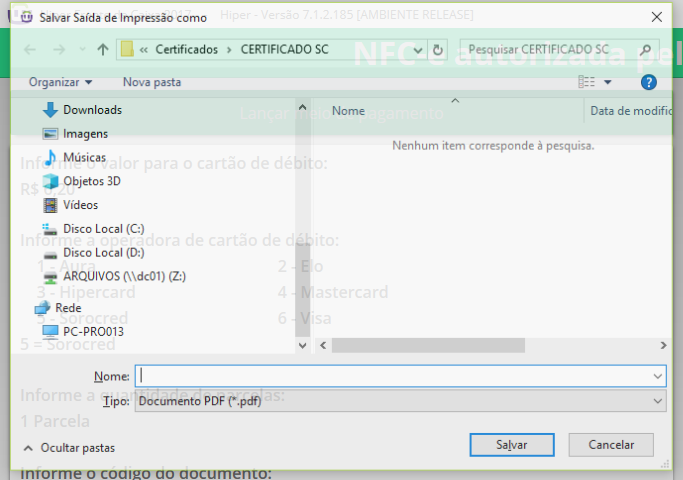 Salvar Saída de Impressão como
Hiper - Versão 7.1.2.185 [AMBIENTE RELEASE]
Certificados
CERTIFICADO SC
Pesquisar CERTIFICADO SC
NFC-e autorizada pel
Organizar
Nova pasta
Downloads
Imagens
Músicas
Objetos 3D
Vídeos
Disco Local (C:)
Disco Local (D:)
ARQUIVOS (\\dc01) (Z:)
Rede
PC-PRO013
Nome
Data de modific
Lançar pagamento
Nenhum item corresponde à pesquisa.
Informe o valor para o cartão de débito:
R$ 0,20
Informe a operadora de cartão de débito:
1 - Aura
2 - Elo
3 - Hipercard
4 - Mastercard
5 - Sorocred
6 - Visa
5 = Sorocred
Nome:
Tipo: Documento PDF (*.pdf)
Informe a quantidade de parcelas:
1 Parcela
Ocultar pastas
Salvar
Cancelar
Informe o código do documento: